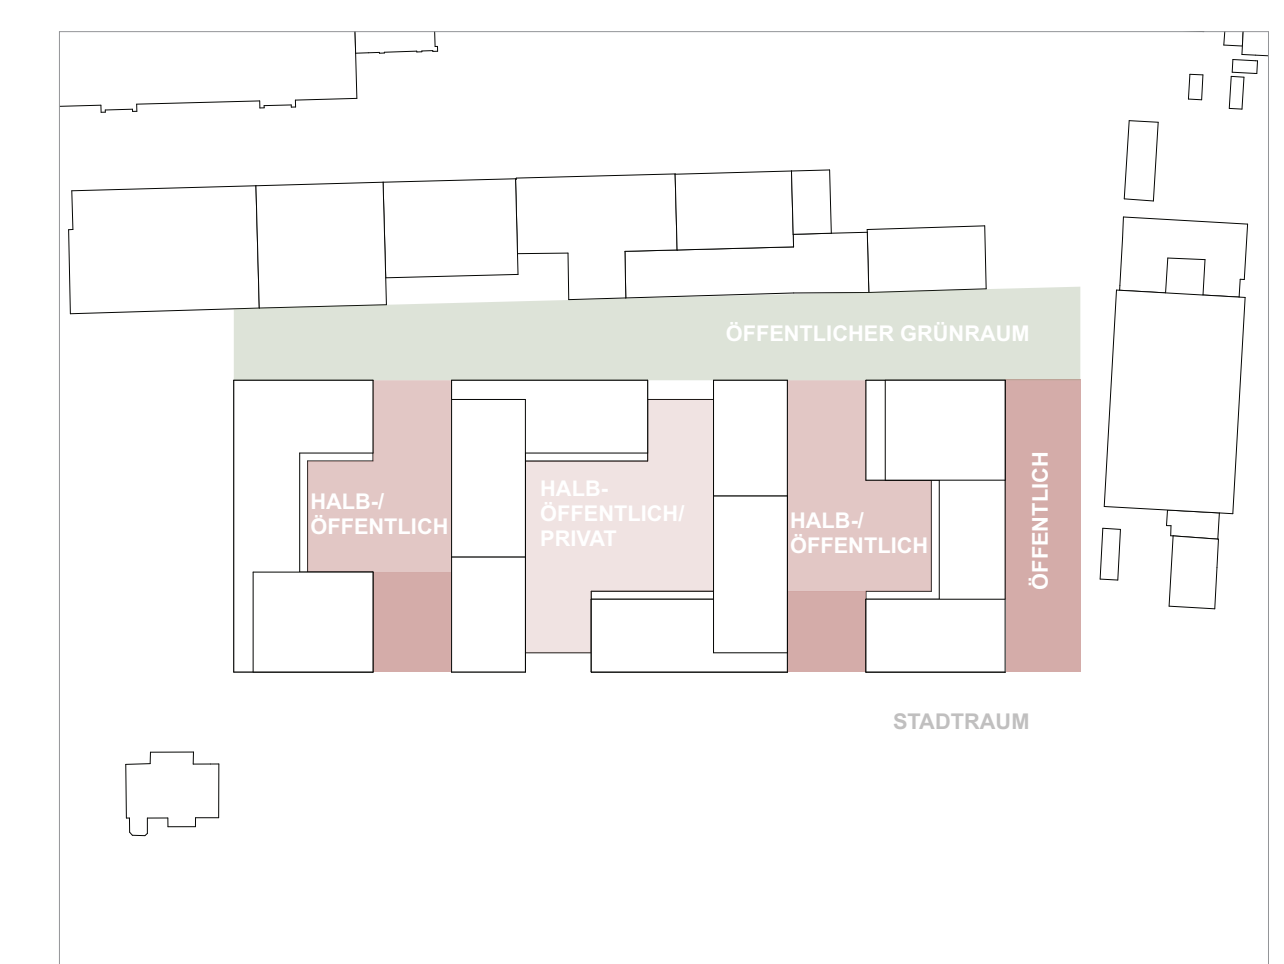 ÖFFENTLICHER GRÜNRAUM
HALB-/
ÖFFENTLICH
HALB-
ÖFFENTLICH/
PRIVAT
HALB-/
ÖFFENTLICH
ÖFFENTLICH
STADTRAUM